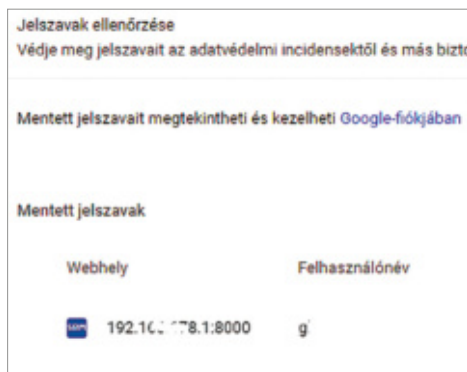 Jelszavak ellenőrzése
Védje meg jelszavait az adatvédelmi incidensektől és más
Mentett jelszavait megtekintheti és kezelheti Google-fiókjában
Mentett jelszavak
Webhely Felhasználónév